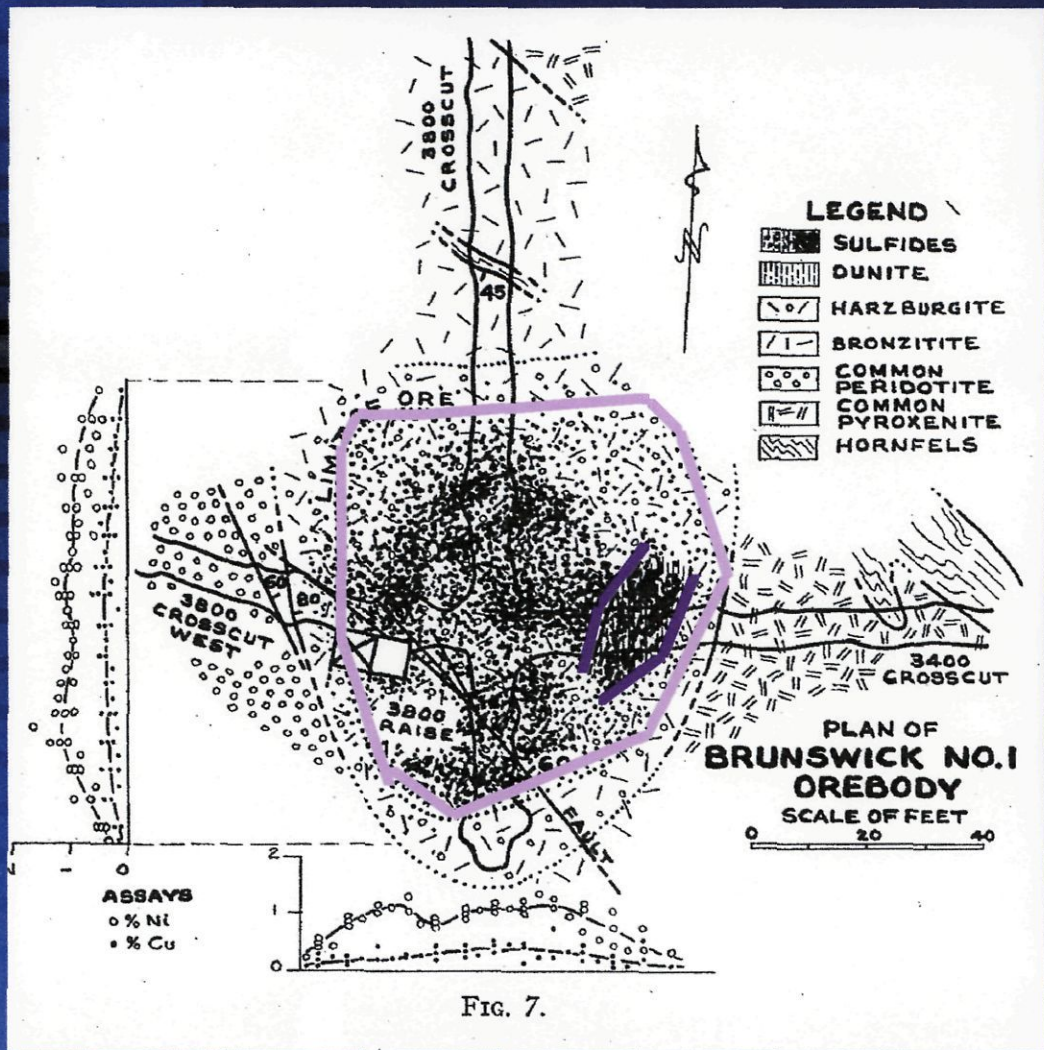 3800
CROSSCUT
45
LEGEND
SULFIDES
DUNITE
HARZBURGITE
BRONZITITE
COMMON
PERIDOTITE
COMMON
PYROXENITE
HORNFELS
N
LIMIT
ORE
60
80
3800
CROSSCUT
WEST
3800
RAISE
60
FAULT
3400
CROSSCUT
PLAN OF
BRUNSWICK NO.1
OREBODY
SCALE OF FEET
0 20 40
2 1 0
ASSAYS
o % Ni
• % Cu
2
1
0
FIG. 7.